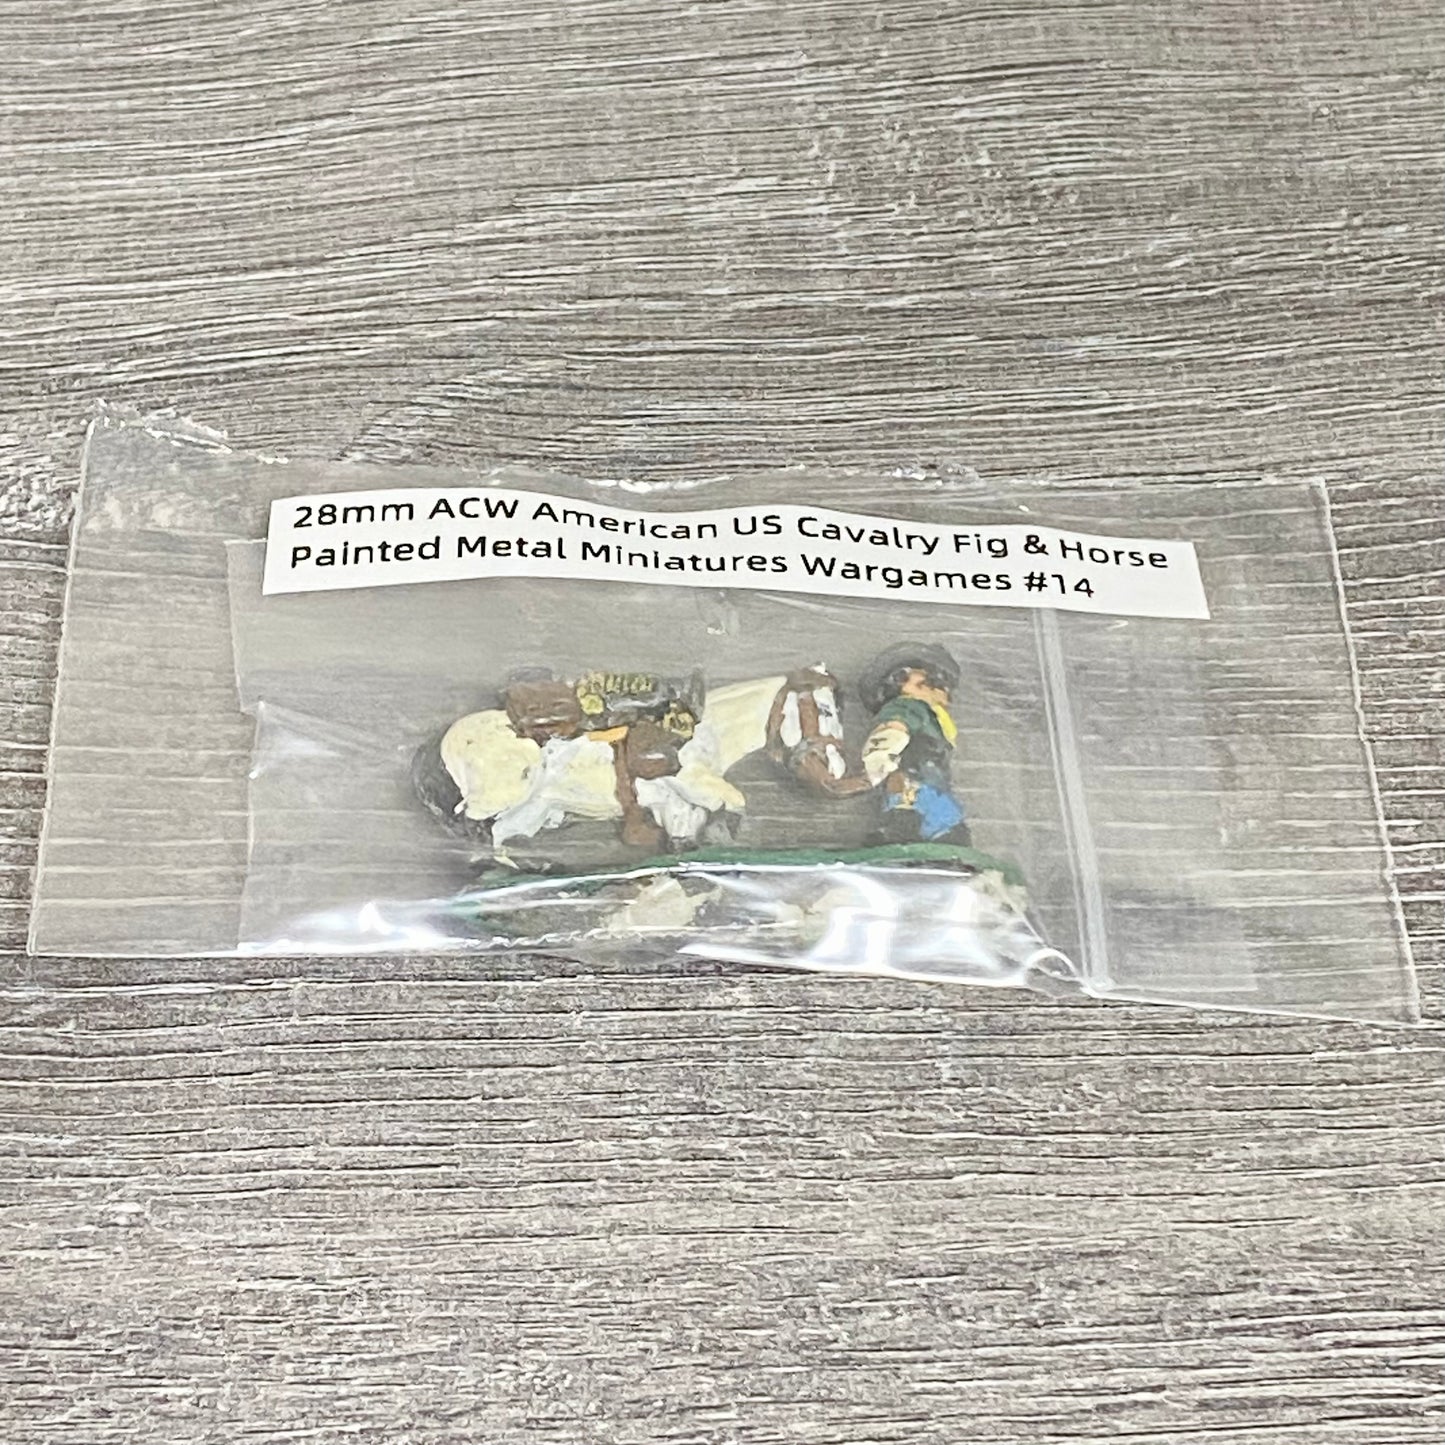 28mm ACW American US Cavalry Fig & Horse
Painted Metal Miniatures Wargames #14